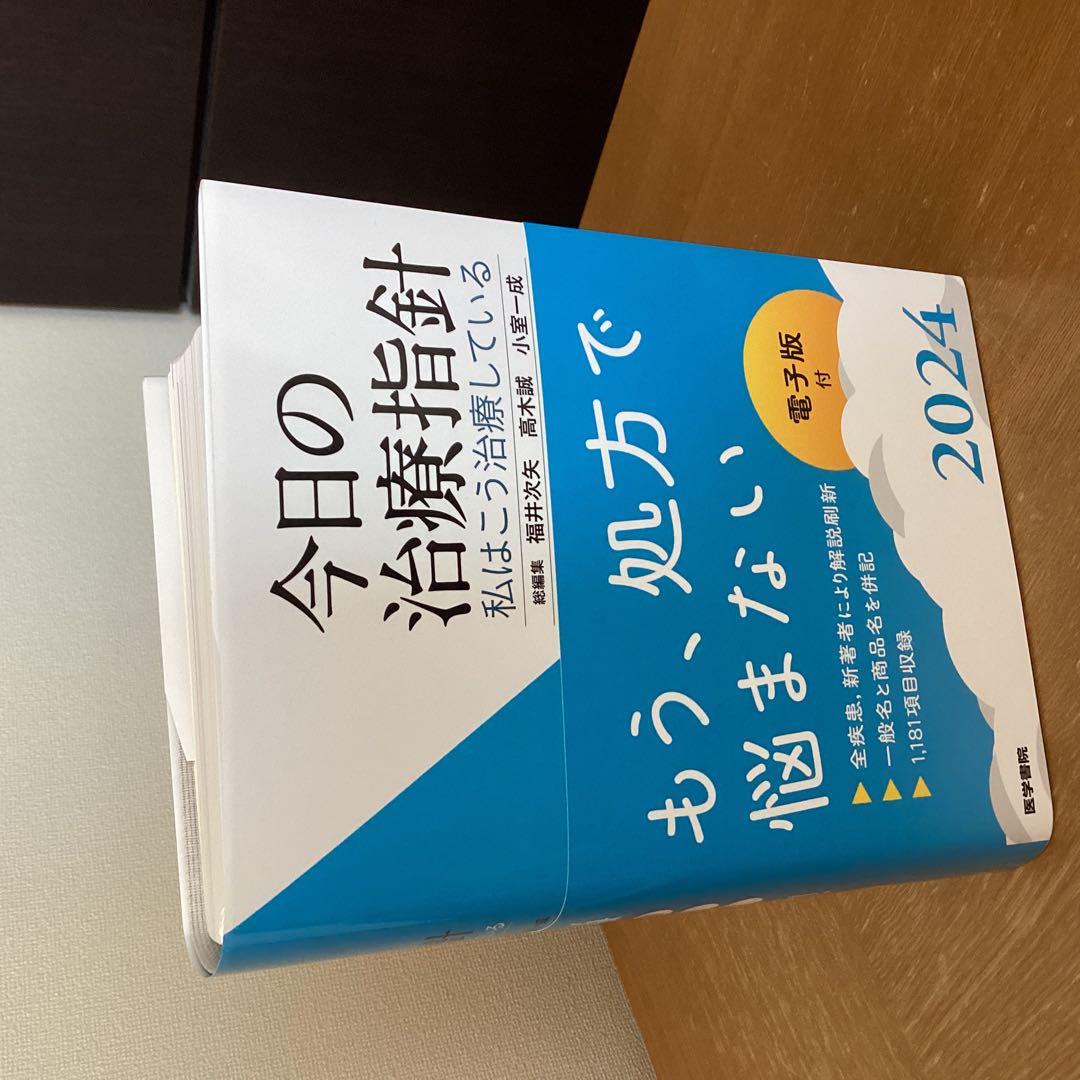 今日の
治療指針
私はこう治療している
総編集 福井次矢 高木誠 小室一成
もう、処方で
悩まない
電子版
付
全疾患，新著者により解説刷新
一般名と商品名を併記
1,181項目収録
2024
医学書院